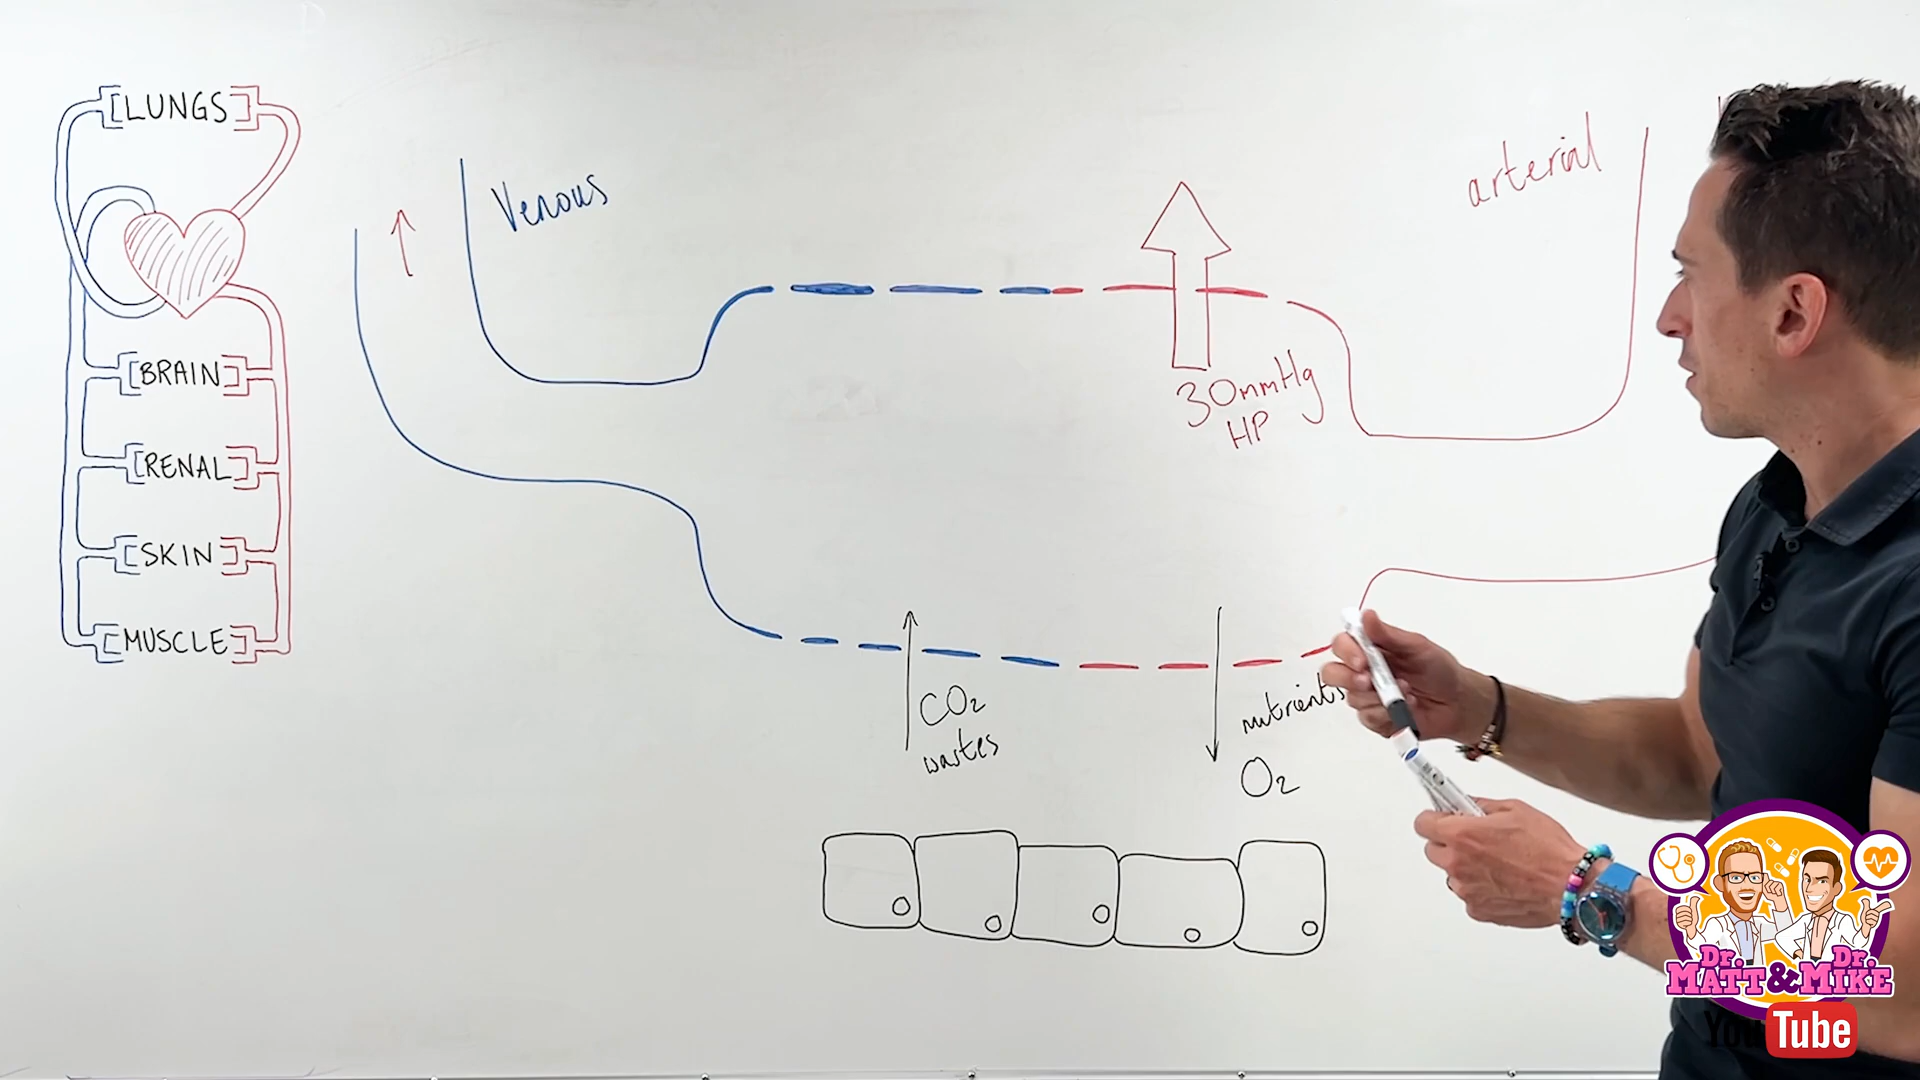 LUNGS
BRAIN
RENAL
SKIN
MUSCLE
Venous
arterial
30mmHg
HP
CO₂
wastes
nutrients
O₂
Dr. Dr.
MATT & MIKE
YouTube